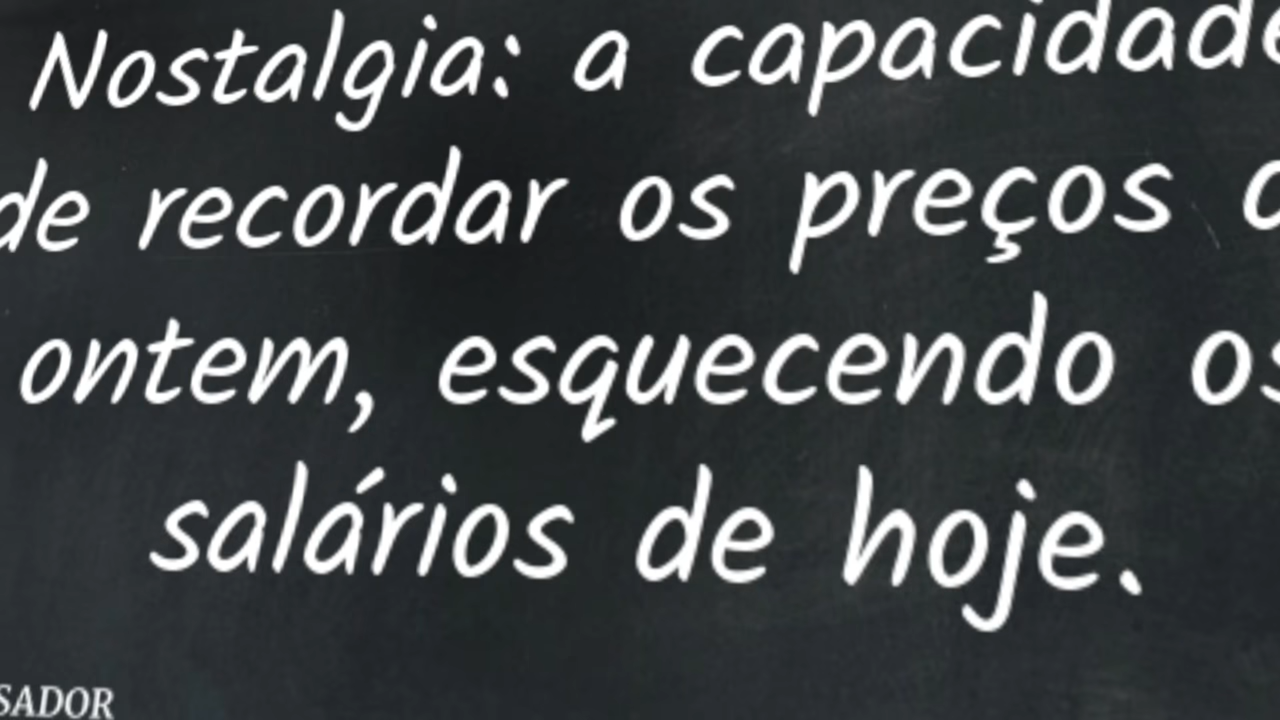 Nostalgia: a capacidade
de recordar os preços
ontem, esquecendo os
salários de hoje.
SADOR